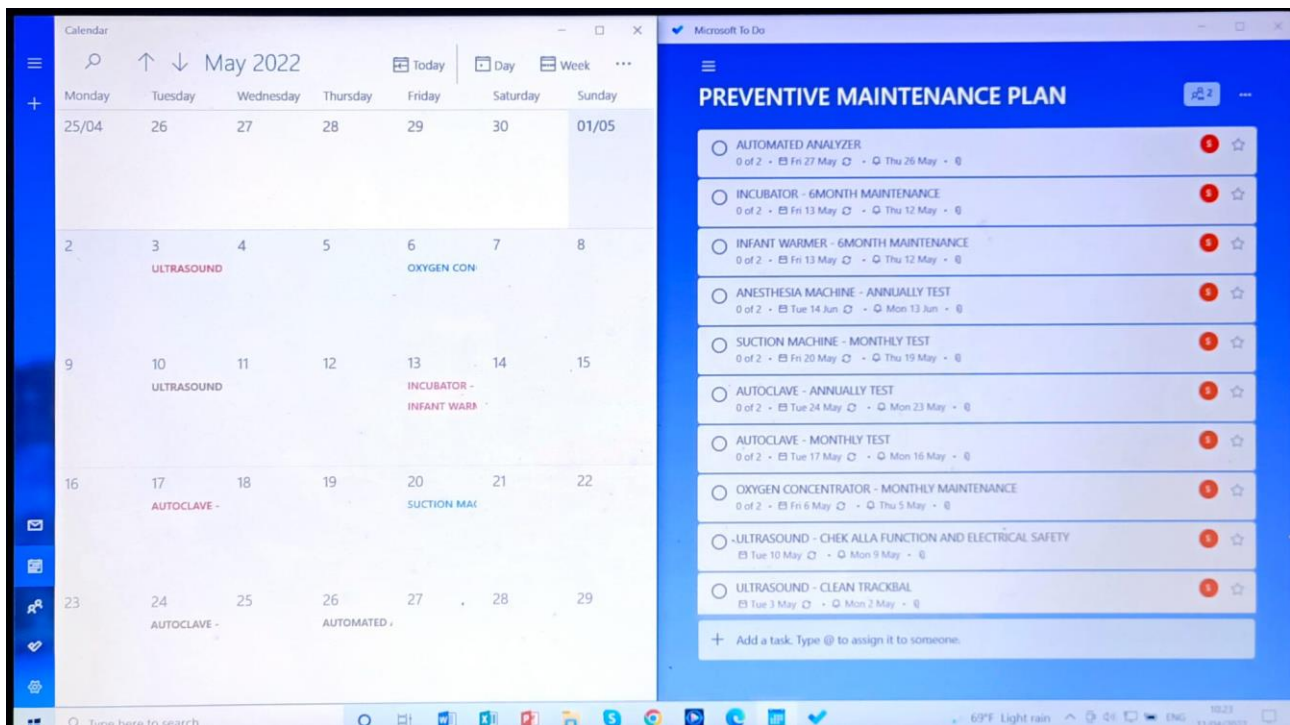 Calendar
May 2022
Today Day Week ...
Monday Tuesday Wednesday Thursday Friday Saturday Sunday
25/04 26 27 28 29 30 01/05
2 3 4 5 6 7 8
ULTRASOUND OXYGEN CON
9 10 11 12 13 14 15
ULTRASOUND INCUBATOR -
INFANT WARM
16 17 18 19 20 21 22
AUTOCLAVE - SUCTION MAC
23 24 25 26 27 28 29
AUTOCLAVE - AUTOMATED
Microsoft To Do
PREVENTIVE MAINTENANCE PLAN
2 ...
AUTOMATED ANALYZER S
0 of 2 • Fri 27 May • Thu 26 May •
INCUBATOR - 6MONTH MAINTENANCE S
0 of 2 • Fri 13 May • Thu 12 May •
INFANT WARMER - 6MONTH MAINTENANCE S
0 of 2 • Fri 13 May • Thu 12 May •
ANESTHESIA MACHINE - ANNUALLY TEST S
0 of 2 • Tue 14 Jun • Mon 13 Jun •
SUCTION MACHINE - MONTHLY TEST S
0 of 2 • Fri 20 May • Thu 19 May •
AUTOCLAVE - ANNUALLY TEST S
0 of 2 • Tue 24 May • Mon 23 May •
AUTOCLAVE - MONTHLY TEST S
0 of 2 • Tue 17 May • Mon 16 May •
OXYGEN CONCENTRATOR - MONTHLY MAINTENANCE S
0 of 2 • Fri 6 May • Thu 5 May •
ULTRASOUND - CHEK ALLA FUNCTION AND ELECTRICAL SAFETY S
Tue 10 May • Mon 9 May •
ULTRASOUND - CLEAN TRACKBAL S
Tue 3 May • Mon 2 May •
+ Add a task. Type @ to assign it to someone.
Type here to search
69°F Light rain ENG 10:23